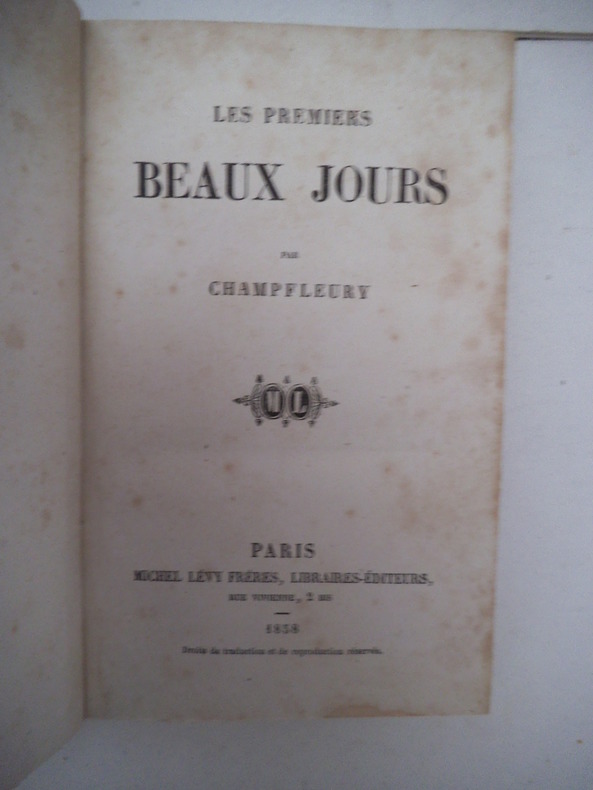 LES PREMIERS
BEAUX JOURS
PAR
CHAMPFLEURY
ML
PARIS
MICHEL LÉVY FRÈRES, LIBRAIRES-ÉDITEURS,
RUE VIVIENNE, 2 BIS
1858
Droits de traduction et de reproduction réservés.